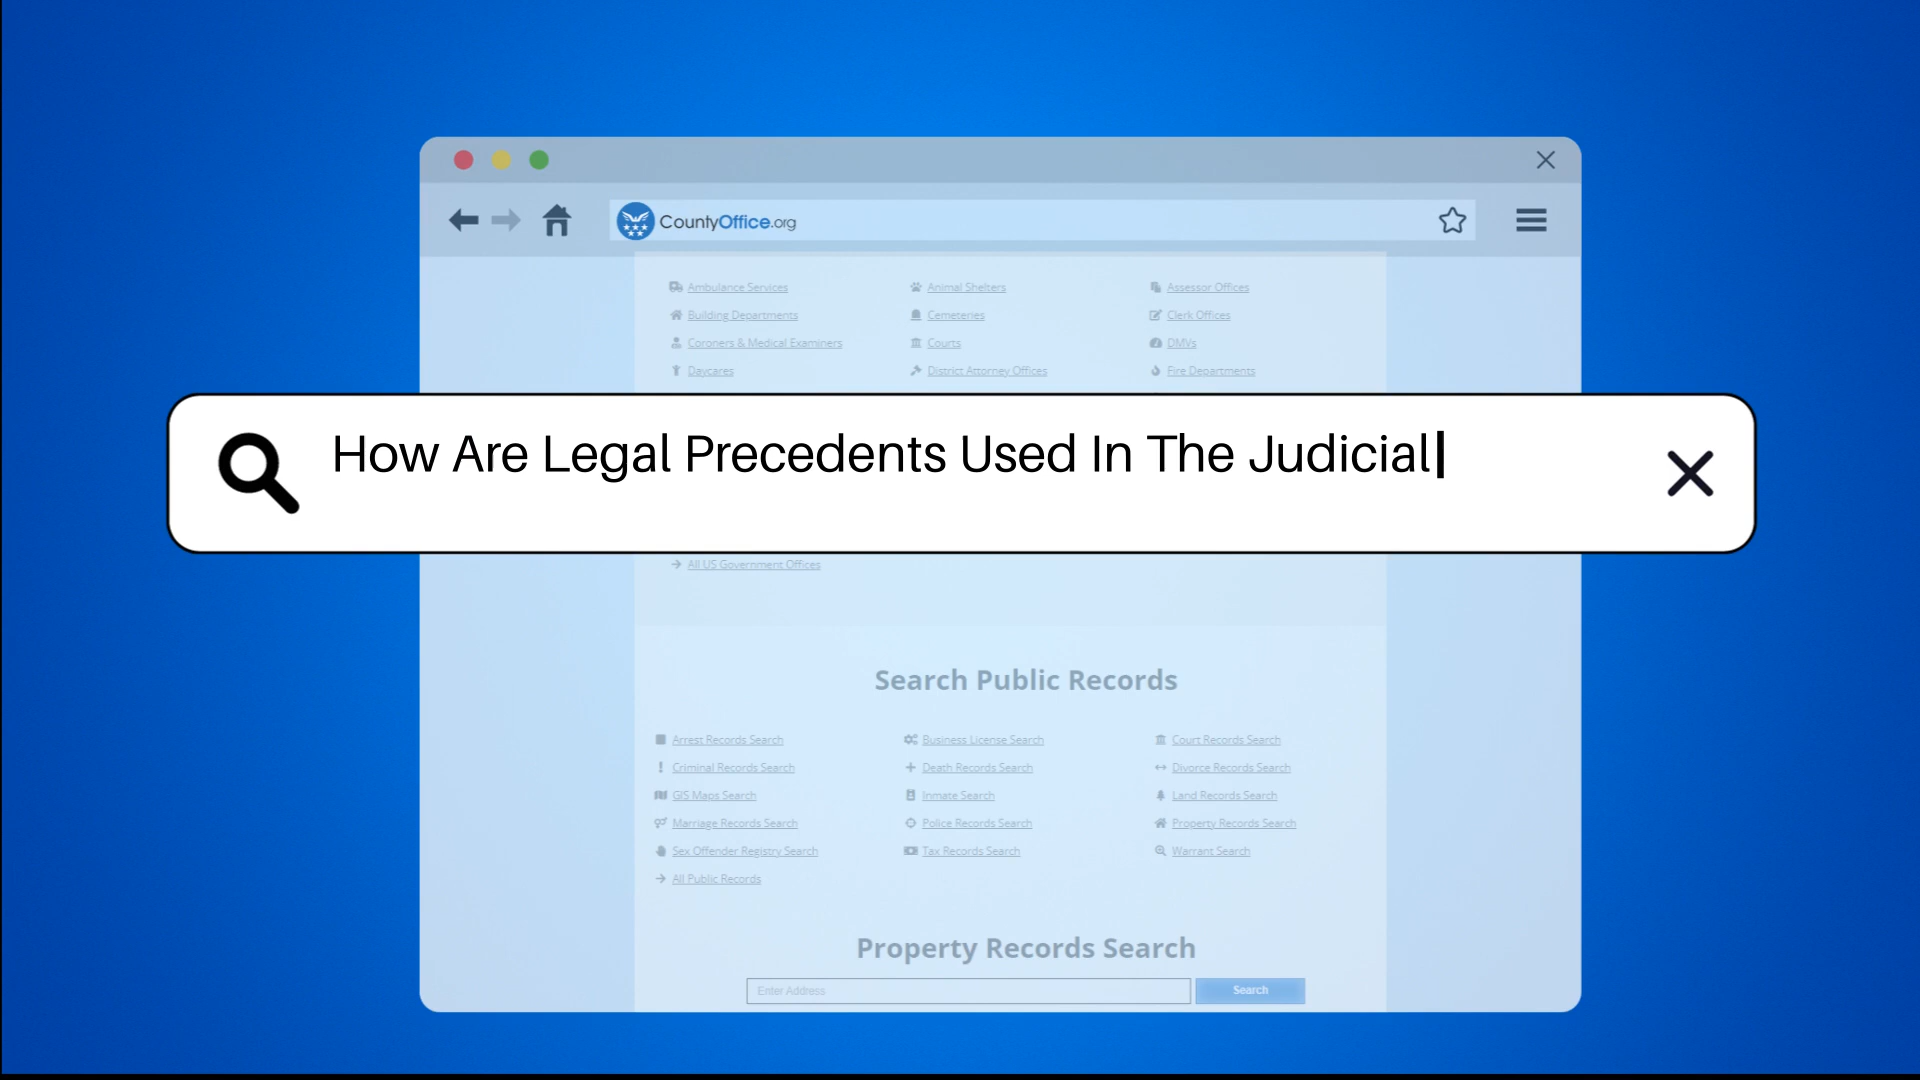 CountyOffice.org
Ambulance Services Animal Shelters Assessor Offices
Building Departments Cemeteries Clerk Offices
Coroners & Medical Examiners Courts DMVs
Daycares District Attorney Offices Fire Departments
How Are Legal Precedents Used In The Judicial
All US Government Offices
Search Public Records
Arrest Records Search Business License Search Court Records Search
Criminal Records Search Death Records Search Divorce Records Search
GIS Maps Search Inmate Search Land Records Search
Marriage Records Search Police Records Search Property Records Search
Sex Offender Registry Search Tax Records Search Warrant Search
All Public Records
Property Records Search
Enter Address Search